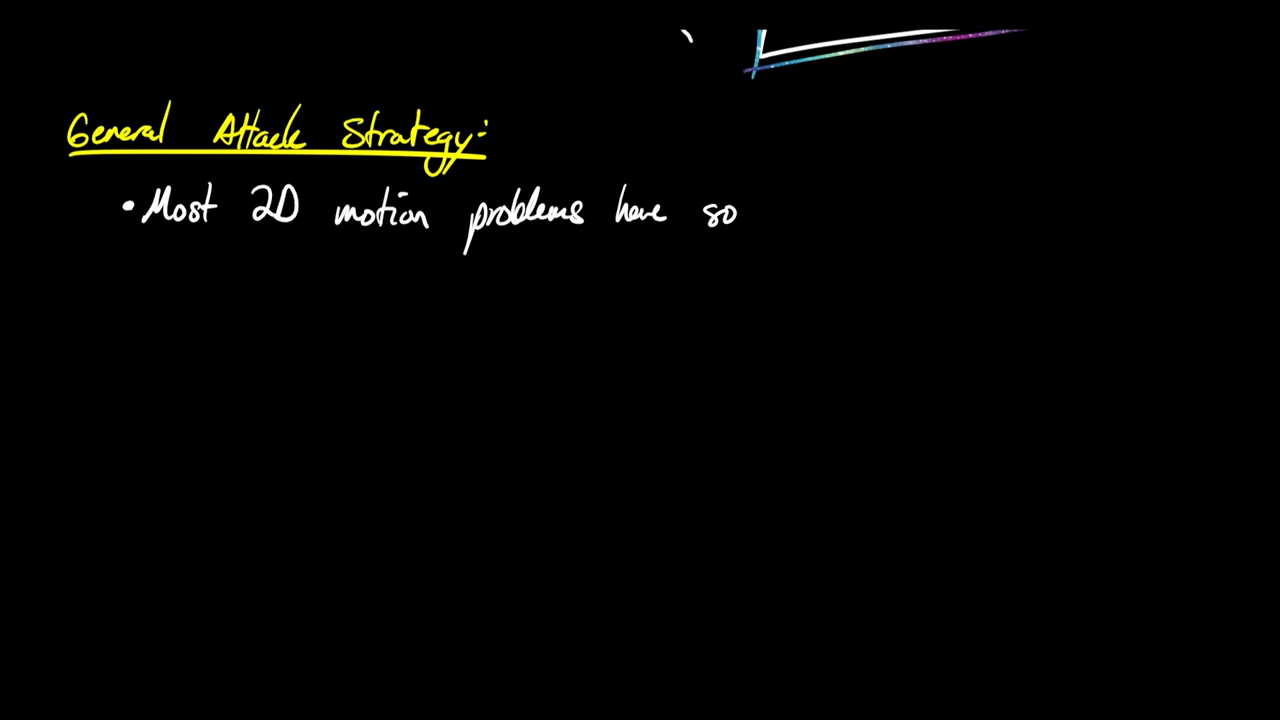 General Attack Strategy:
• Most 2D motion problems have so